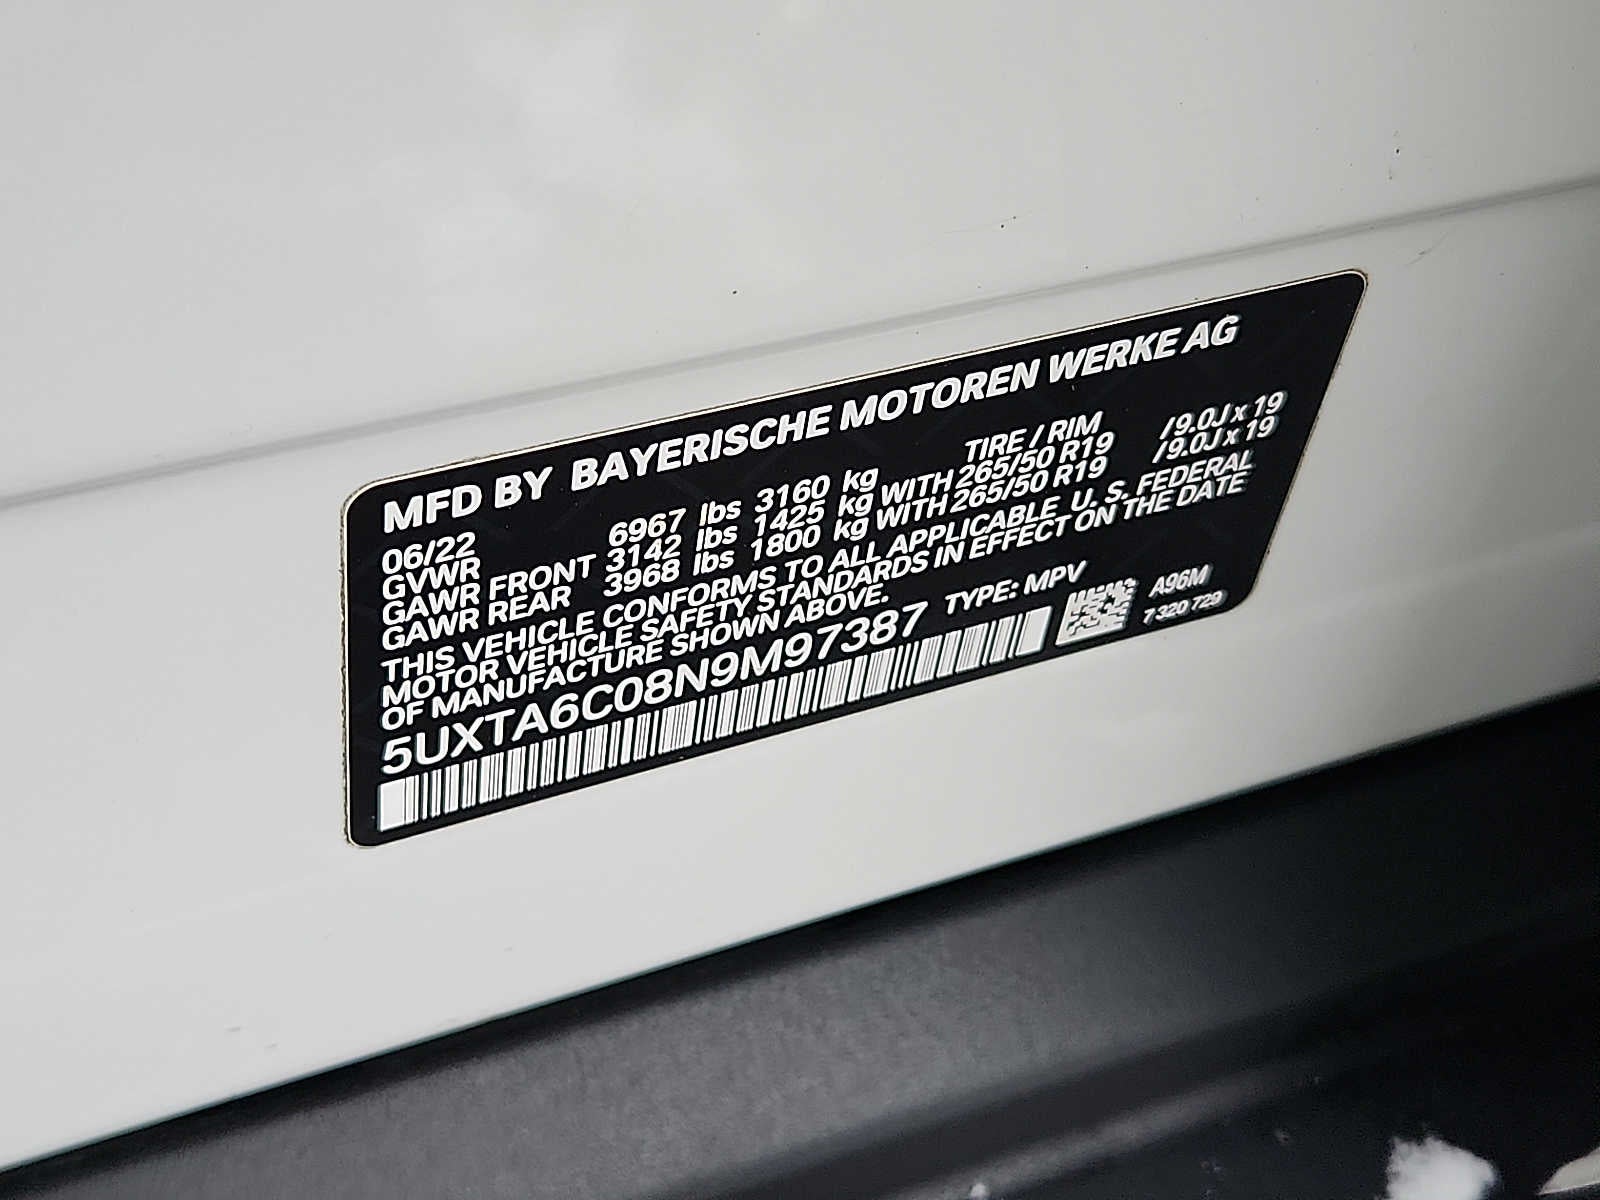 MFD BY BAYERISCHE MOTOREN WERKE AG
06/22 TIRE / RIM
GVWR 6967 lbs 3160 kg
GAWR FRONT 3142 lbs 1425 kg WITH 265/50 R19 / 9.0J x 19
GAWR REAR 3968 lbs 1800 kg WITH 265/50 R19 / 9.0J x 19
THIS VEHICLE CONFORMS TO ALL APPLICABLE U. S. FEDERAL
MOTOR VEHICLE SAFETY STANDARDS IN EFFECT ON THE DATE
OF MANUFACTURE SHOWN ABOVE.
5UXTA6C08N9M97387 TYPE: MPV
A96M
7 320 729